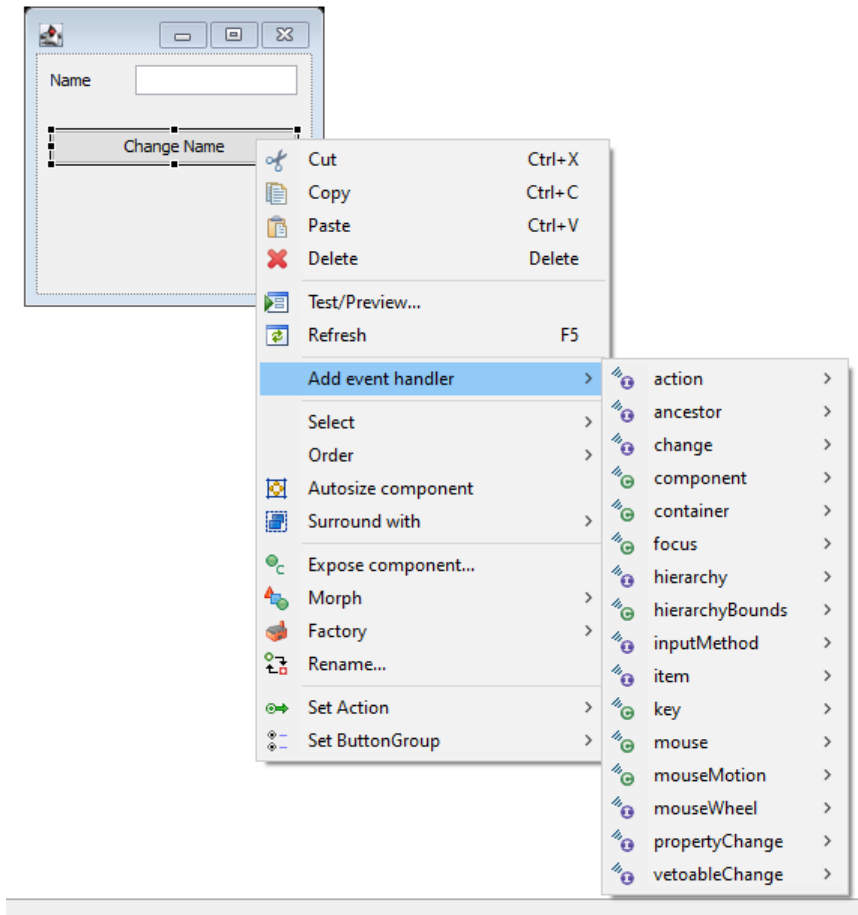 Name
Change Name
Cut Ctrl+X
Copy Ctrl+C
Paste Ctrl+V
Delete Delete
Test/Preview...
Refresh F5
Add event handler
Select
Order
Autosize component
Surround with
Expose component...
Morph
Factory
Rename...
Set Action
Set ButtonGroup
action
ancestor
change
component
container
focus
hierarchy
hierarchyBounds
inputMethod
item
key
mouse
mouseMotion
mouseWheel
propertyChange
vetoableChange